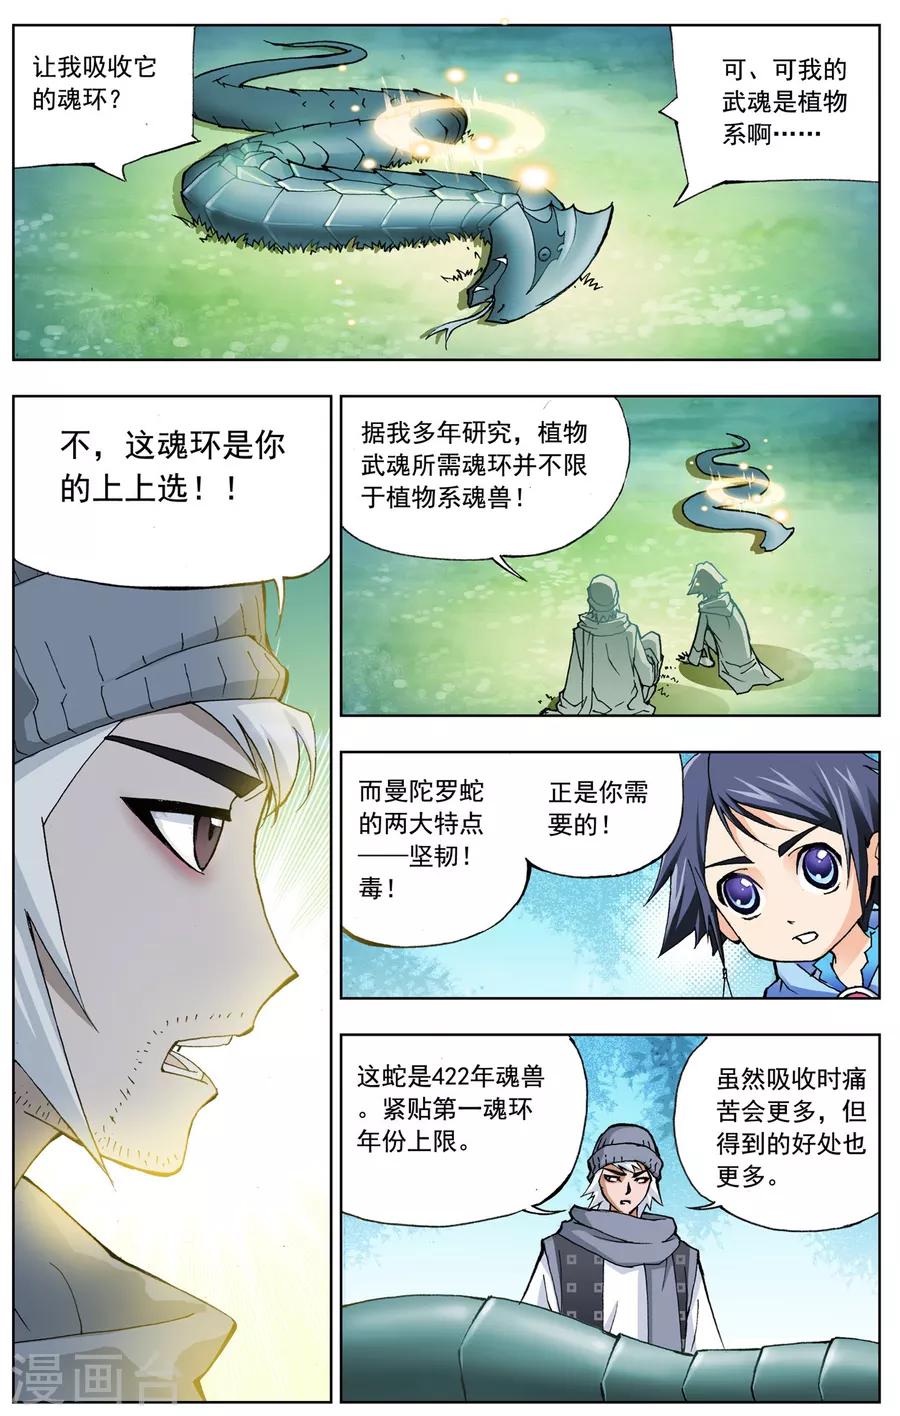 让我吸收它
的魂环？
可、可我的
武魂是植物
系啊……
不，这魂环是你
的上上选！！
据我多年研究，植物
武魂所需魂环并不限
于植物系魂兽！
而曼陀罗蛇
的两大特点
——坚韧！
毒！
正是你需
要的！
这蛇是422年魂兽
。紧贴第一魂环
年份上限。
虽然吸收时痛
苦会更多，但
得到的好处也
更多。
漫画台